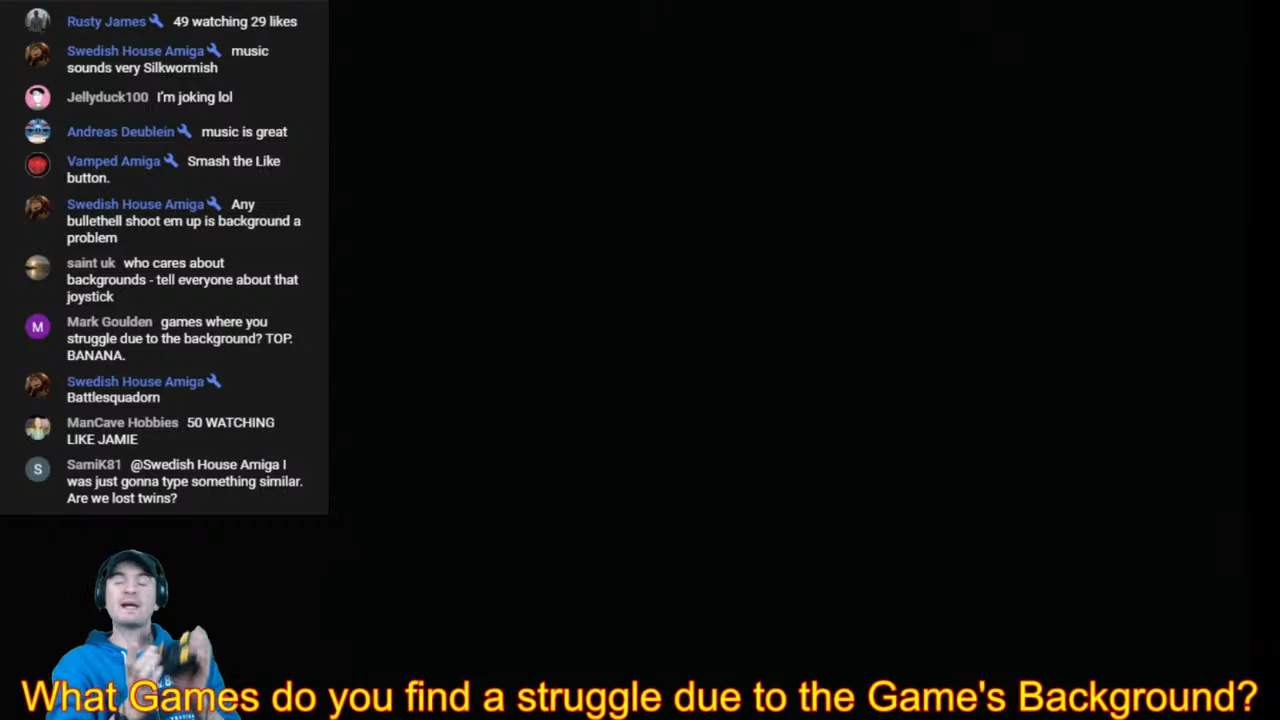 Rusty James 49 watching 29 likes
Swedish House Amiga music
sounds very Silkwormish
Jellyduck100 I'm joking lol
Andreas Deublein music is great
Vamped Amiga Smash the Like
button.
Swedish House Amiga Any
bullethell shoot em up is background a
problem
saint uk who cares about
backgrounds - tell everyone about that
joystick
M Mark Goulden games where you
struggle due to the background? TOP.
BANANA.
Swedish House Amiga
Battlesquadorn
ManCave Hobbies 50 WATCHING
LIKE JAMIE
S SamiK81 @Swedish House Amiga I
was just gonna type something similar.
Are we lost twins?
What Games do you find a struggle due to the Game's Background?